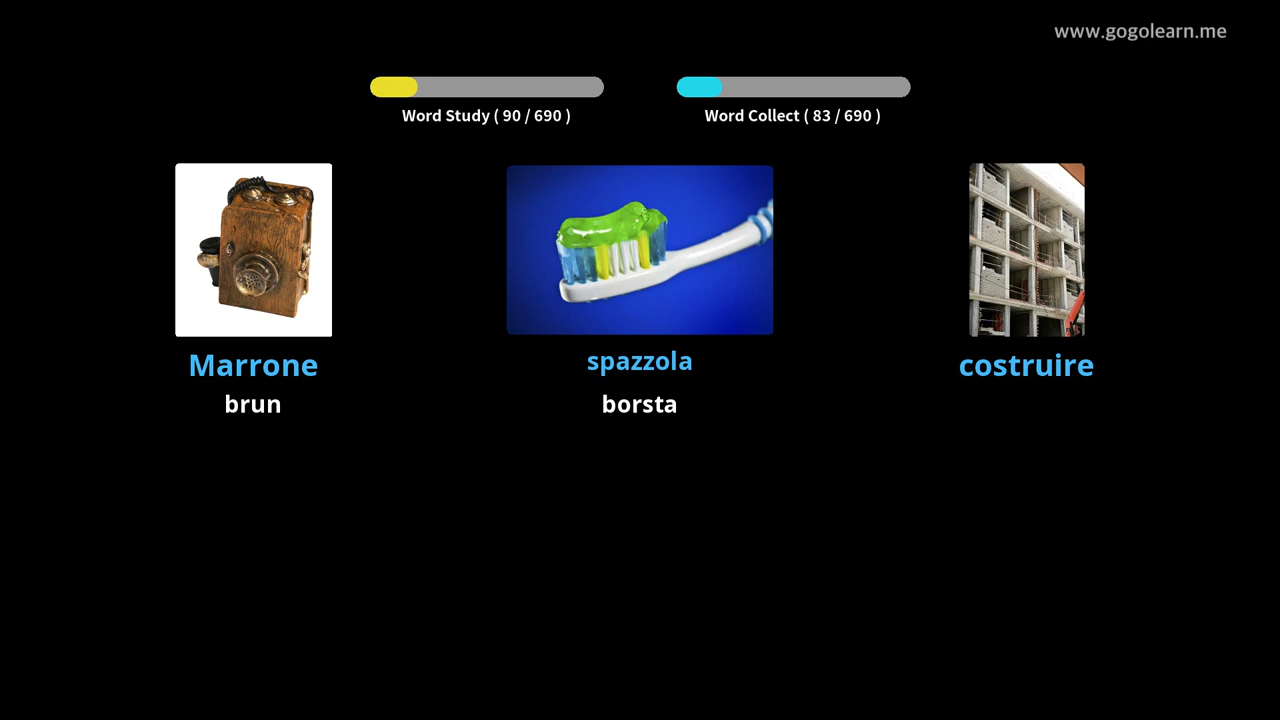 www.gogolearn.me
Word Study ( 90 / 690 )
Word Collect ( 83 / 690 )
Marrone
brun
spazzola
borsta
costruire